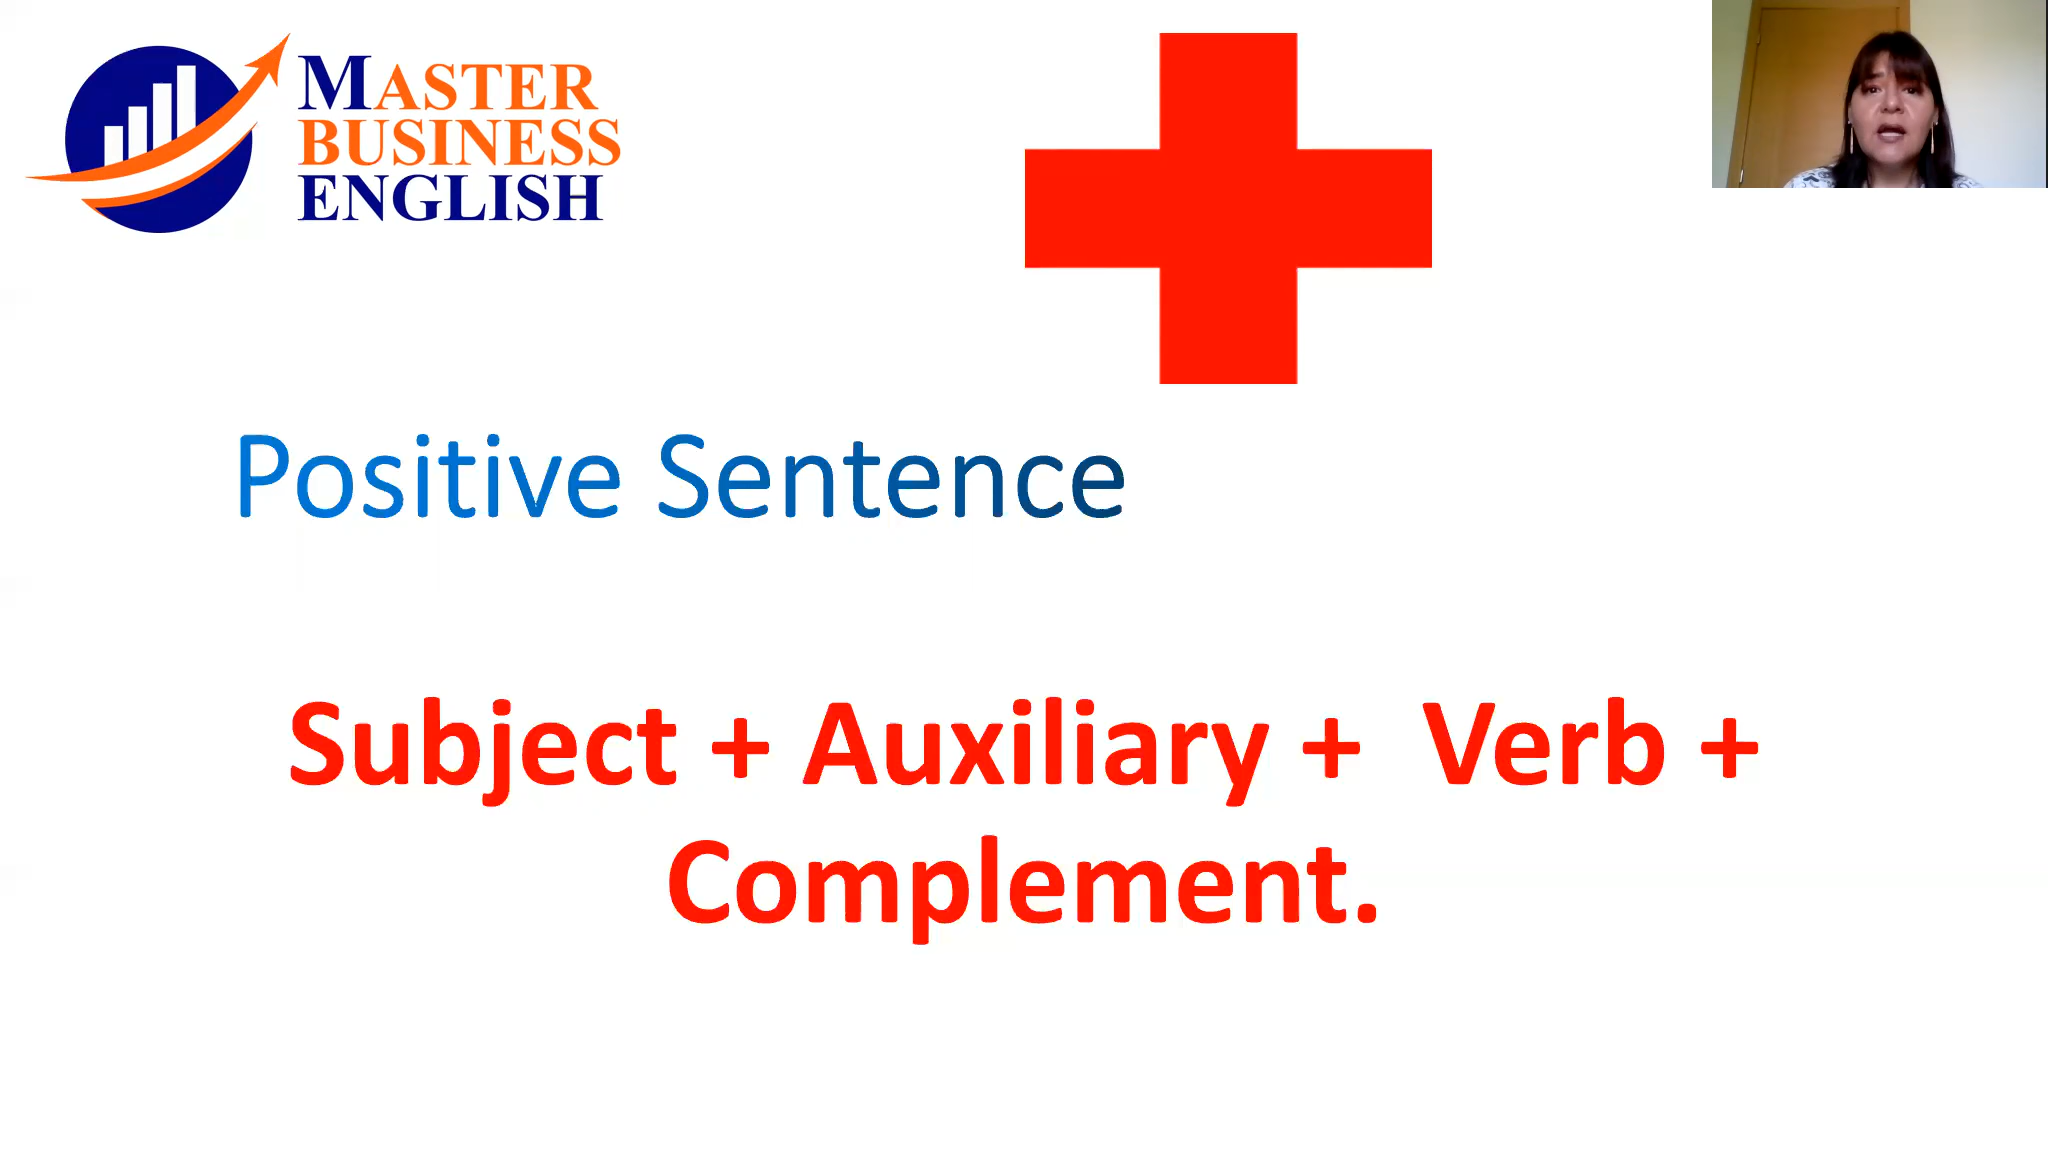 MASTER
BUSINESS
ENGLISH
Positive Sentence
Subject + Auxiliary + Verb +
Complement.